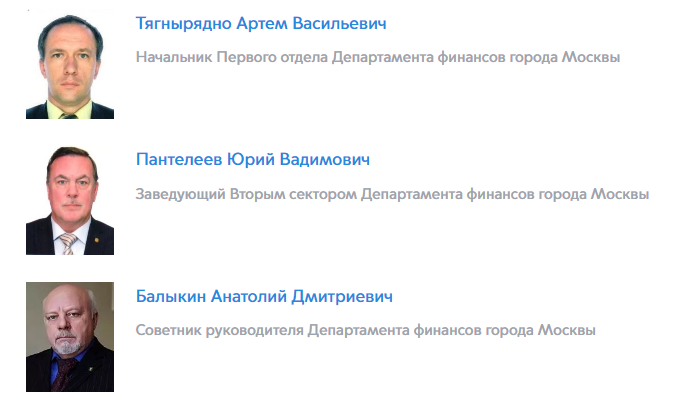 Тягнырядно Артем Васильевич
Начальник Первого отдела Департамента финансов города Москвы
Пантелеев Юрий Вадимович
Заведующий Вторым сектором Департамента финансов города Москвы
Балыкин Анатолий Дмитриевич
Советник руководителя Департамента финансов города Москвы